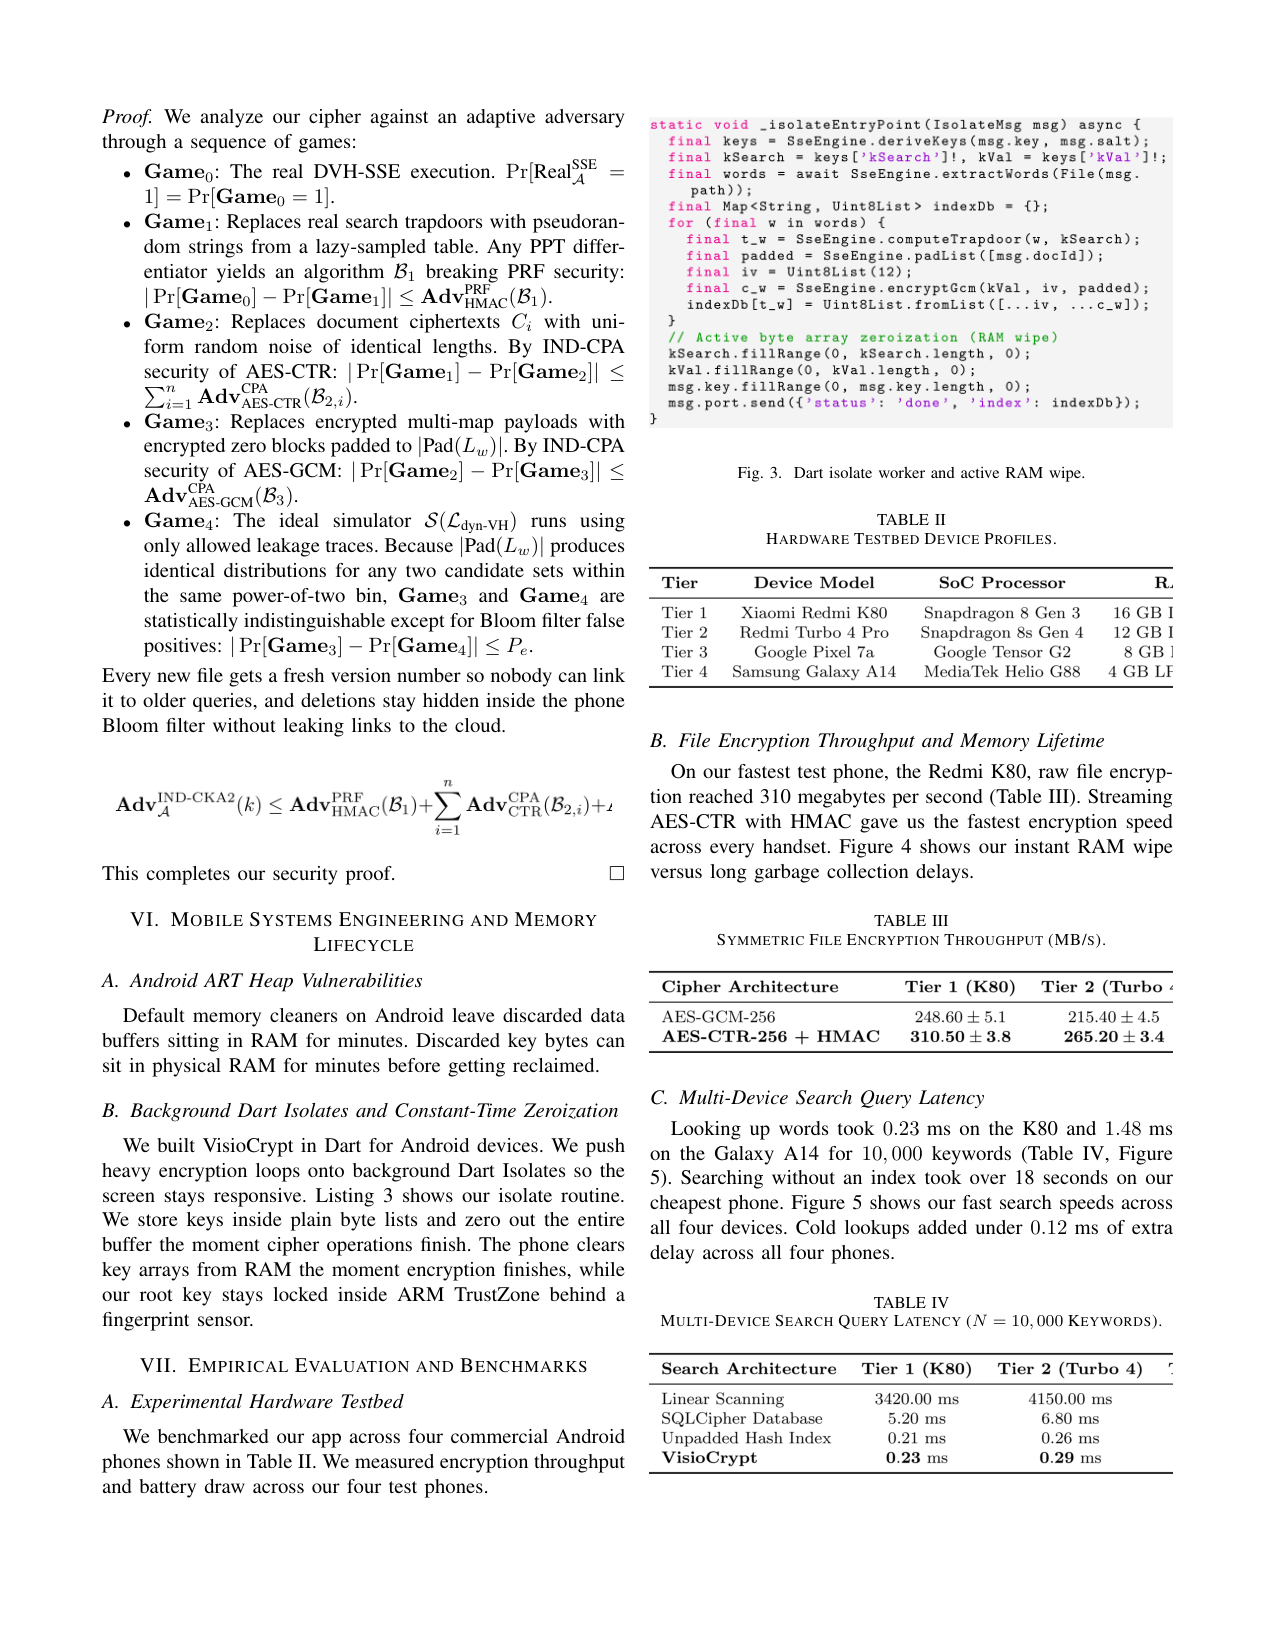 Proof. We analyze our cipher against an adaptive adversary
through a sequence of games:
• Game₀: The real DVH-SSE execution. Pr[Real_A^SSE =
1] = Pr[Game₀ = 1].
• Game₁: Replaces real search trapdoors with pseudoran-
dom strings from a lazy-sampled table. Any PPT differ-
entiator yields an algorithm B₁ breaking PRF security:
| Pr[Game₀] − Pr[Game₁]| ≤ Adv_HMAC^PRF(B₁).
• Game₂: Replaces document ciphertexts C_i with uni-
form random noise of identical lengths. By IND-CPA
security of AES-CTR: | Pr[Game₁] − Pr[Game₂]| ≤
∑_{i=1}^n Adv_AES-CTR^CPA(B_{2,i}).
• Game₃: Replaces encrypted multi-map payloads with
encrypted zero blocks padded to |Pad(L_w)|. By IND-CPA
security of AES-GCM: | Pr[Game₂] − Pr[Game₃]| ≤
Adv_AES-GCM^CPA(B₃).
• Game₄: The ideal simulator S(L_dyn-VH) runs using
only allowed leakage traces. Because |Pad(L_w)| produces
identical distributions for any two candidate sets within
the same power-of-two bin, Game₃ and Game₄ are
statistically indistinguishable except for Bloom filter false
positives: | Pr[Game₃] − Pr[Game₄]| ≤ P_e.
Every new file gets a fresh version number so nobody can link
it to older queries, and deletions stay hidden inside the phone
Bloom filter without leaking links to the cloud.
Adv_A^IND-CKA2(k) ≤ Adv_HMAC^PRF(B₁)+∑_{i=1}^n Adv_CTR^CPA(B_{2,i})+
This completes our security proof. □
VI. MOBILE SYSTEMS ENGINEERING AND MEMORY
LIFECYCLE
A. Android ART Heap Vulnerabilities
Default memory cleaners on Android leave discarded data
buffers sitting in RAM for minutes. Discarded key bytes can
sit in physical RAM for minutes before getting reclaimed.
B. Background Dart Isolates and Constant-Time Zeroization
We built VisioCrypt in Dart for Android devices. We push
heavy encryption loops onto background Dart Isolates so the
screen stays responsive. Listing 3 shows our isolate routine.
We store keys inside plain byte lists and zero out the entire
buffer the moment cipher operations finish. The phone clears
key arrays from RAM the moment encryption finishes, while
our root key stays locked inside ARM TrustZone behind a
fingerprint sensor.
VII. EMPIRICAL EVALUATION AND BENCHMARKS
A. Experimental Hardware Testbed
We benchmarked our app across four commercial Android
phones shown in Table II. We measured encryption throughput
and battery draw across our four test phones.
static void _isolateEntryPoint(IsolateMsg msg) async {
final keys = SseEngine.deriveKeys(msg.key, msg.salt);
final kSearch = keys['kSearch']!, kVal = keys['kVal']!;
final words = await SseEngine.extractWords(File(msg.
path));
final Map<String, Uint8List> indexDb = {};
for (final w in words) {
final t_w = SseEngine.computeTrapdoor(w, kSearch);
final padded = SseEngine.padList([msg.docId]);
final iv = Uint8List(12);
final c_w = SseEngine.encryptGcm(kVal, iv, padded);
indexDb[t_w] = Uint8List.fromList([...iv, ...c_w]);
}
// Active byte array zeroization (RAM wipe)
kSearch.fillRange(0, kSearch.length, 0);
kVal.fillRange(0, kVal.length, 0);
msg.key.fillRange(0, msg.key.length, 0);
msg.port.send({'status': 'done', 'index': indexDb});
}
Fig. 3. Dart isolate worker and active RAM wipe.
TABLE II
HARDWARE TESTBED DEVICE PROFILES.
Tier Device Model SoC Processor
Tier 1 Xiaomi Redmi K80 Snapdragon 8 Gen 3 16 GB
Tier 2 Redmi Turbo 4 Pro Snapdragon 8s Gen 4 12 GB
Tier 3 Google Pixel 7a Google Tensor G2 8 GB
Tier 4 Samsung Galaxy A14 MediaTek Helio G88 4 GB
B. File Encryption Throughput and Memory Lifetime
On our fastest test phone, the Redmi K80, raw file encryp-
tion reached 310 megabytes per second (Table III). Streaming
AES-CTR with HMAC gave us the fastest encryption speed
across every handset. Figure 4 shows our instant RAM wipe
versus long garbage collection delays.
TABLE III
SYMMETRIC FILE ENCRYPTION THROUGHPUT (MB/S).
Cipher Architecture Tier 1 (K80) Tier 2 (Turbo
AES-GCM-256 248.60 ± 5.1 215.40 ± 4.5
AES-CTR-256 + HMAC 310.50 ± 3.8 265.20 ± 3.4
C. Multi-Device Search Query Latency
Looking up words took 0.23 ms on the K80 and 1.48 ms
on the Galaxy A14 for 10,000 keywords (Table IV, Figure
5). Searching without an index took over 18 seconds on our
cheapest phone. Figure 5 shows our fast search speeds across
all four devices. Cold lookups added under 0.12 ms of extra
delay across all four phones.
TABLE IV
MULTI-DEVICE SEARCH QUERY LATENCY (N = 10,000 KEYWORDS).
Search Architecture Tier 1 (K80) Tier 2 (Turbo 4)
Linear Scanning 3420.00 ms 4150.00 ms
SQLCipher Database 5.20 ms 6.80 ms
Unpadded Hash Index 0.21 ms 0.26 ms
VisioCrypt 0.23 ms 0.29 ms